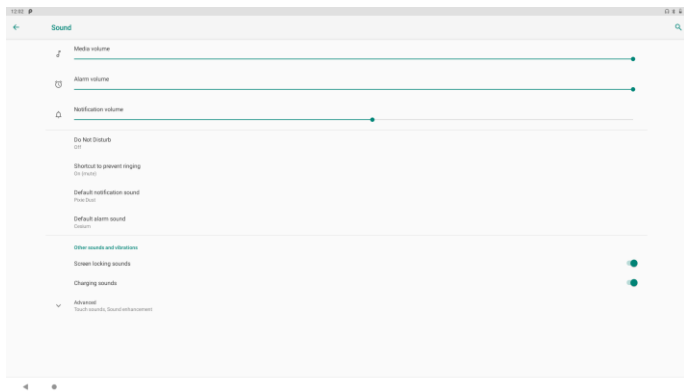 12:52 P
Sound
Media volume
Alarm volume
Notification volume
Do Not Disturb
Off
Shortcut to prevent ringing
On (mute)
Default notification sound
Pixie Dust
Default alarm sound
Cesium
Other sounds and vibrations
Screen locking sounds
Charging sounds
Advanced
Touch sounds, Sound enhancement